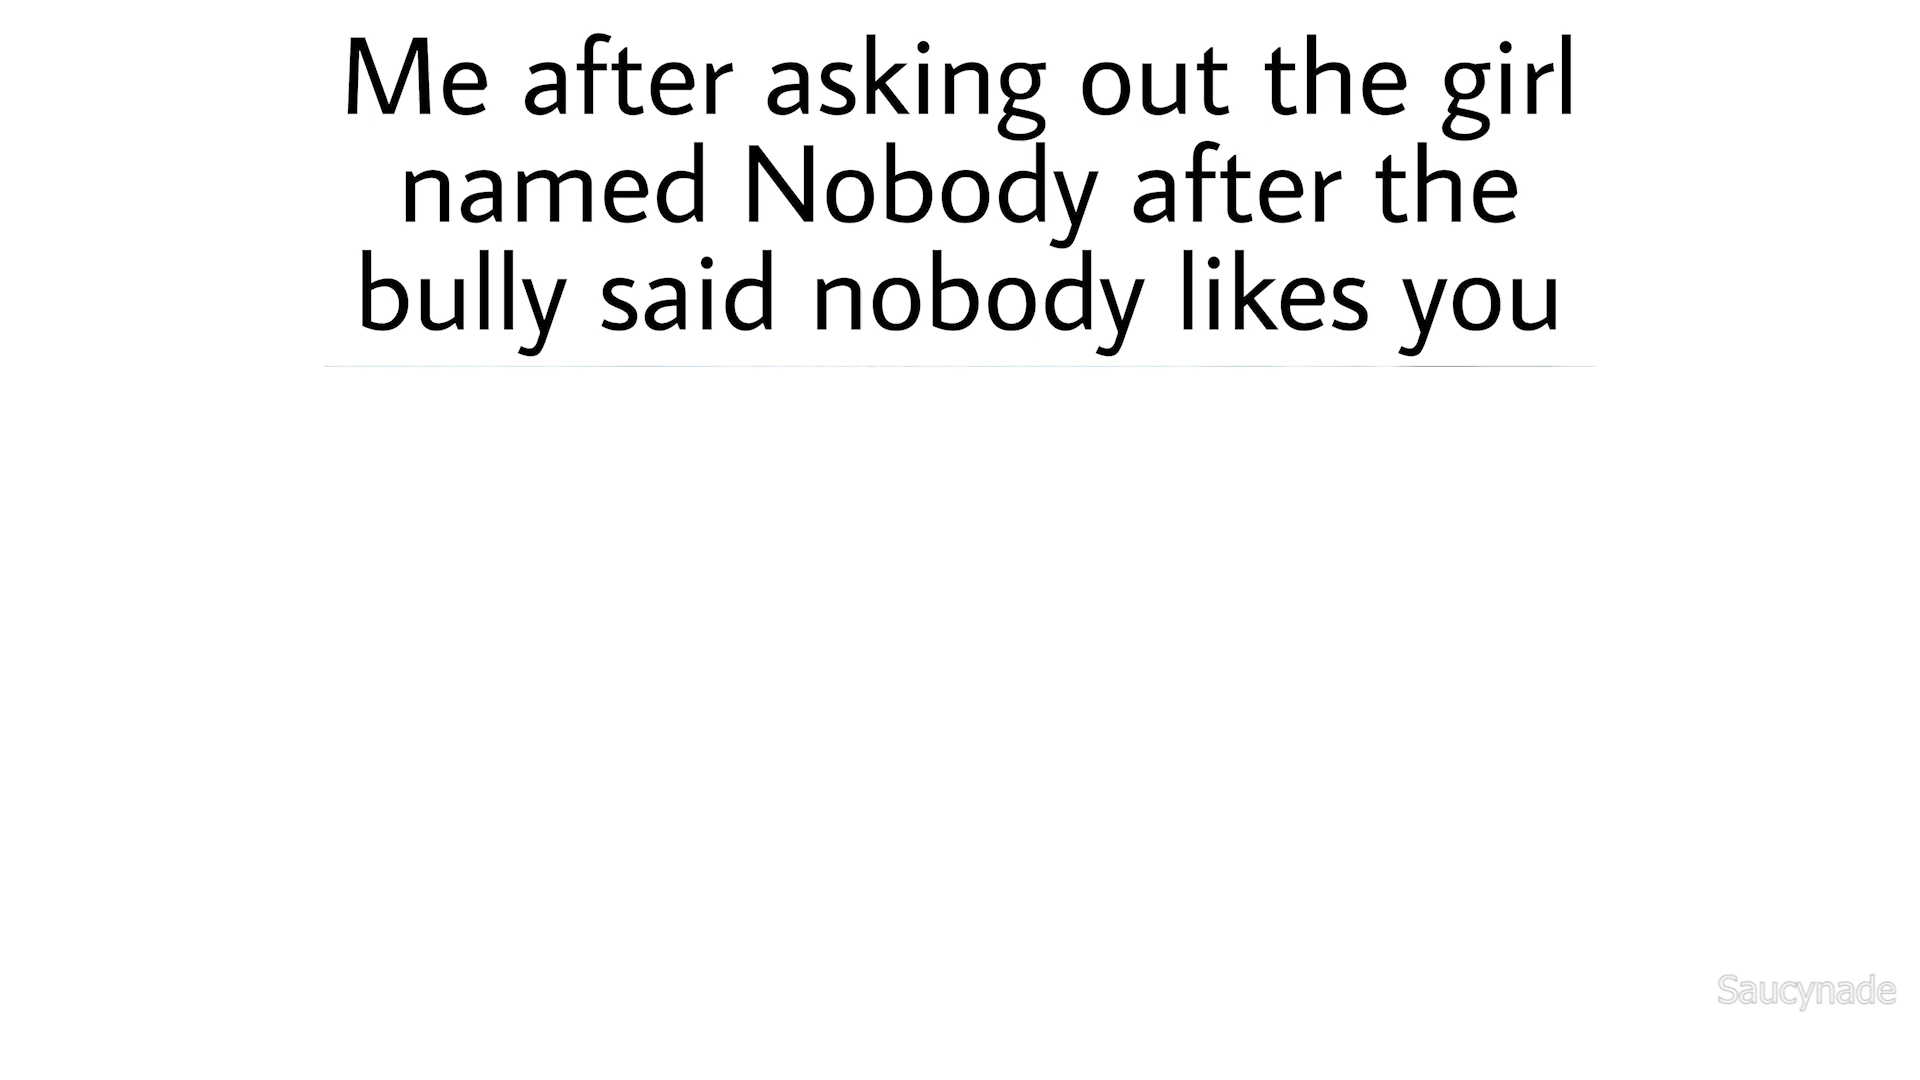 Me after asking out the girl
named Nobody after the
bully said nobody likes you
Saucynade